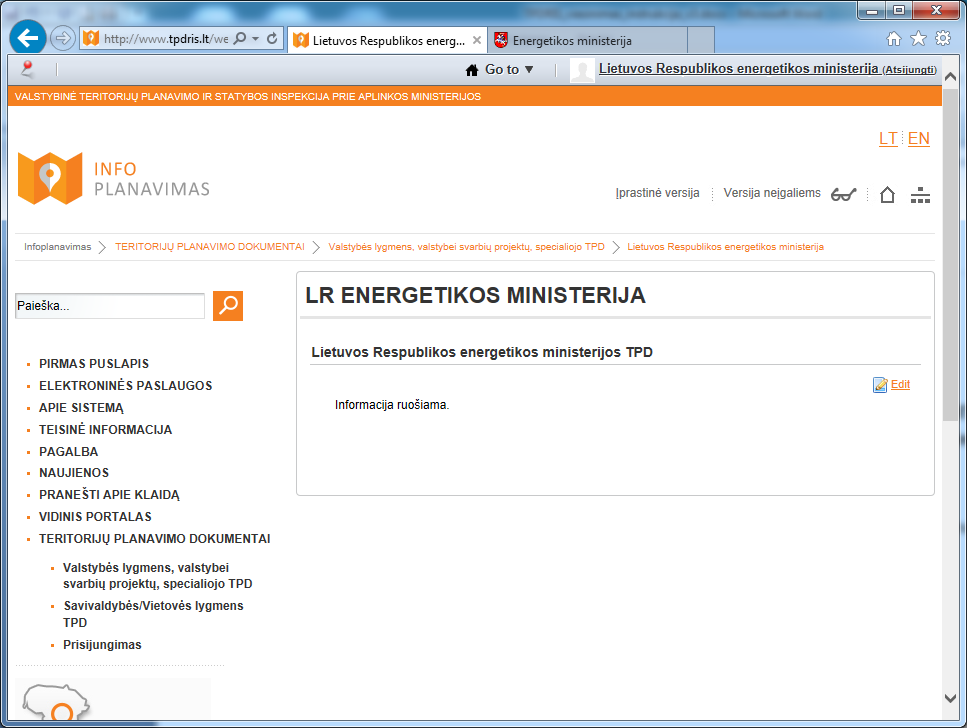 http://www.tpdris.lt/we
Lietuvos Respublikos energ...
Energetikos ministerija
Go to ▼
Lietuvos Respublikos energetikos ministerija (Atsijungti)
VALSTYBINĖ TERITORIJŲ PLANAVIMO IR STATYBOS INSPEKCIJA PRIE APLINKOS MINISTERIJOS
LT EN
INFO
PLANAVIMAS
Įprastinė versija
Versija neįgaliems
Infoplanavimas
TERITORIJŲ PLANAVIMO DOKUMENTAI
Valstybės lygmens, valstybei svarbių projektų, specialiojo TPD
Lietuvos Respublikos energetikos ministerija
Paieška...
LR ENERGETIKOS MINISTERIJA
Lietuvos Respublikos energetikos ministerijos TPD
Edit
Informacija ruošiama.
PIRMAS PUSLAPIS
ELEKTRONINĖS PASLAUGOS
APIE SISTEMĄ
TEISINĖ INFORMACIJA
PAGALBA
NAUJIENOS
PRANEŠTI APIE KLAIDĄ
VIDINIS PORTALAS
TERITORIJŲ PLANAVIMO DOKUMENTAI
Valstybės lygmens, valstybei
svarbių projektų, specialiojo TPD
Savivaldybės/Vietovės lygmens
TPD
Prisijungimas